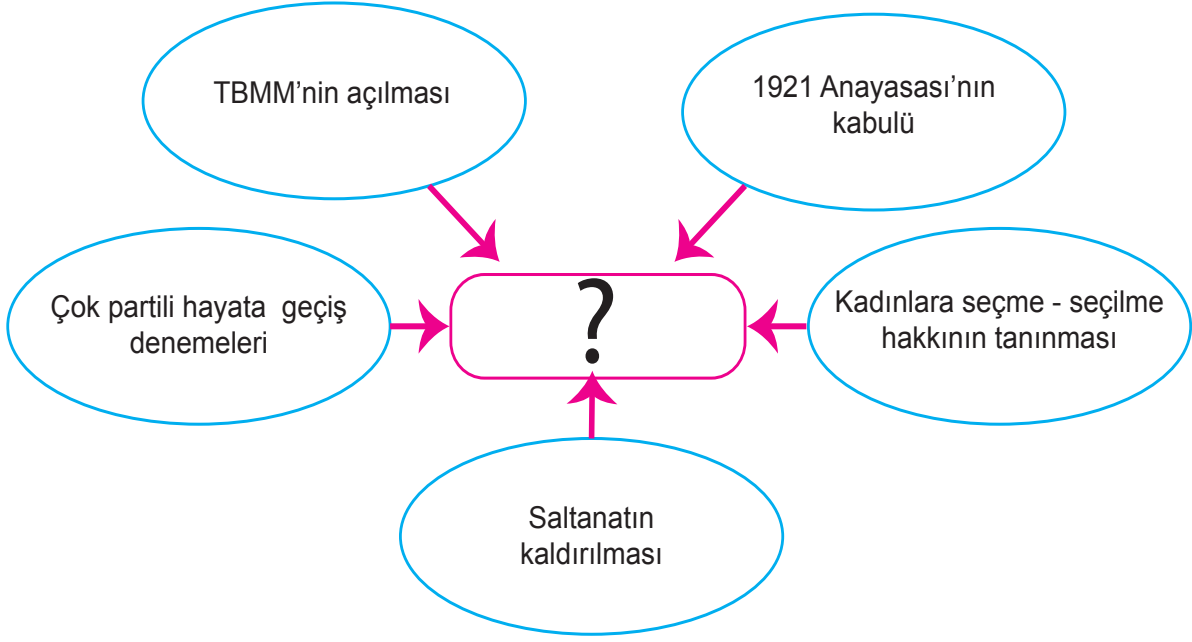 TBMM’nin açılması
1921 Anayasası’nın
kabulü
Çok partili hayata  geçiş
denemeleri
?
Kadınlara seçme - seçilme
hakkının tanınması
Saltanatın
kaldırılması